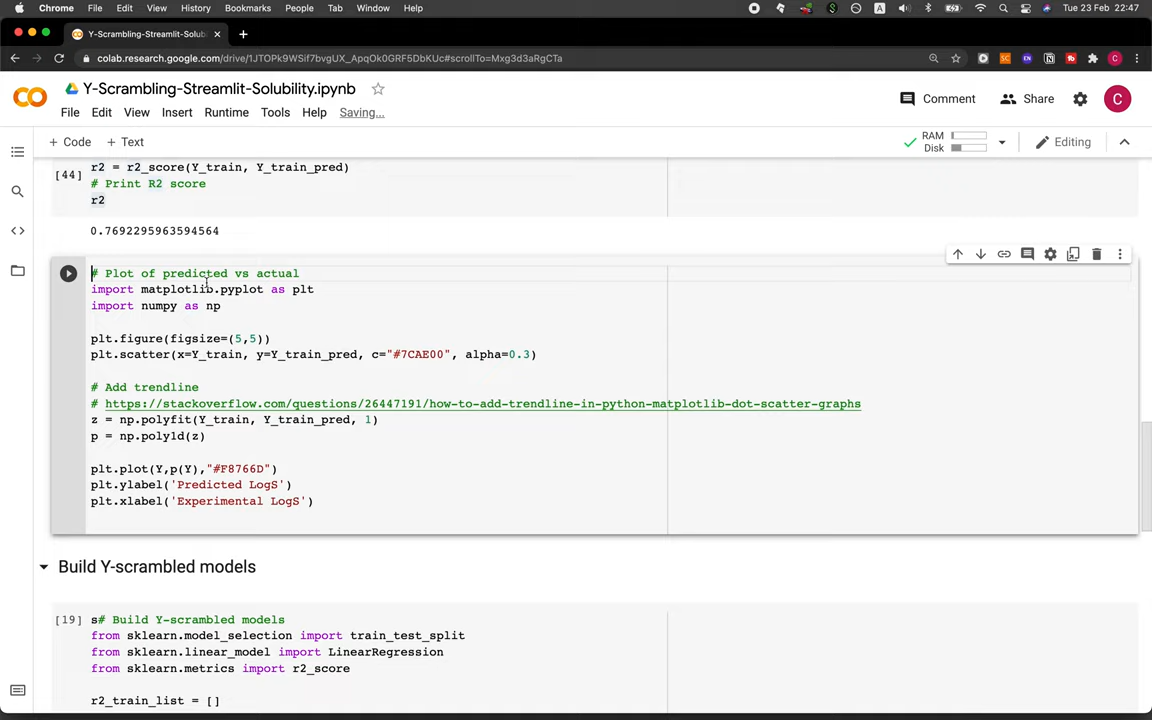 Chrome File Edit View History Bookmarks People Tab Window Help Tue 23 Feb 22:47
Y-Scrambling-Streamlit-Solubi
colab.research.google.com/drive/1JTOPk9WSif7bvgUX_ApqOk0GRF5DbKUc#scrollTo=Mxg3d3aRgCTa
Y-Scrambling-Streamlit-Solubility.ipynb
Comment Share
C
File Edit View Insert Runtime Tools Help Saving...
+ Code + Text
RAM
Disk
Editing
[44]
r2 = r2_score(Y_train, Y_train_pred)
# Print R2 score
r2
0.7692295963594564
# Plot of predicted vs actual
import matplotlib.pyplot as plt
import numpy as np
plt.figure(figsize=(5,5))
plt.scatter(x=Y_train, y=Y_train_pred, c="#7CAE00", alpha=0.3)
# Add trendline
# https://stackoverflow.com/questions/26447191/how-to-add-trendline-in-python-matplotlib-dot-scatter-graphs
z = np.polyfit(Y_train, Y_train_pred, 1)
p = np.poly1d(z)
plt.plot(Y,p(Y),"#F8766D")
plt.ylabel('Predicted LogS')
plt.xlabel('Experimental LogS')
Build Y-scrambled models
[19] s# Build Y-scrambled models
from sklearn.model_selection import train_test_split
from sklearn.linear_model import LinearRegression
from sklearn.metrics import r2_score
r2_train_list = []